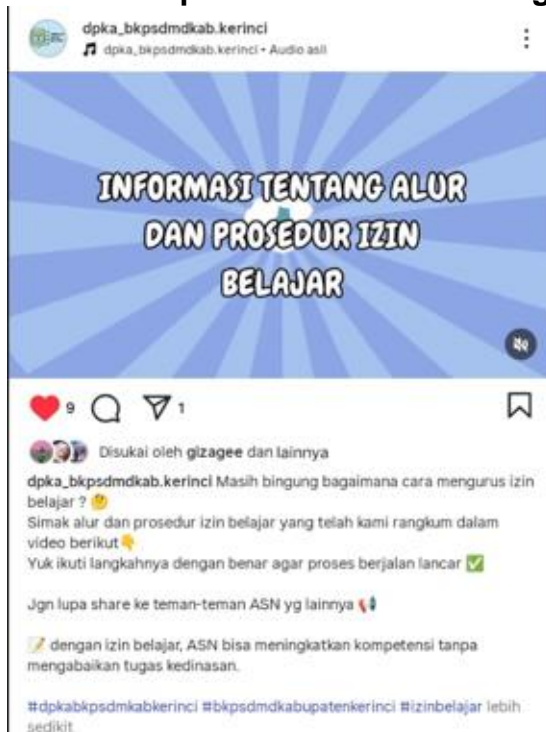 dpka_bkpsdmdkab.kerinci
dpka_bkpsdmdkab.kerinci • Audio asli
INFORMASI TENTANG ALUR
DAN PROSEDUR IZIN
BELAJAR
9
1
Disukai oleh gizagee dan lainnya
dpka_bkpsdmdkab.kerinci Masih bingung bagaimana cara mengurus izin
belajar ? 🤔
Simak alur dan prosedur izin belajar yang telah kami rangkum dalam
video berikut👇
Yuk ikuti langkahnya dengan benar agar proses berjalan lancar ✅
Jgn lupa share ke teman-teman ASN yg lainnya 📢
📝 dengan izin belajar, ASN bisa meningkatkan kompetensi tanpa
mengabaikan tugas kedinasan.
#dpkabkpsdmkabkerinci #bkpsdmdkabupatenkerinci #izinbelajar lebih
sedikit